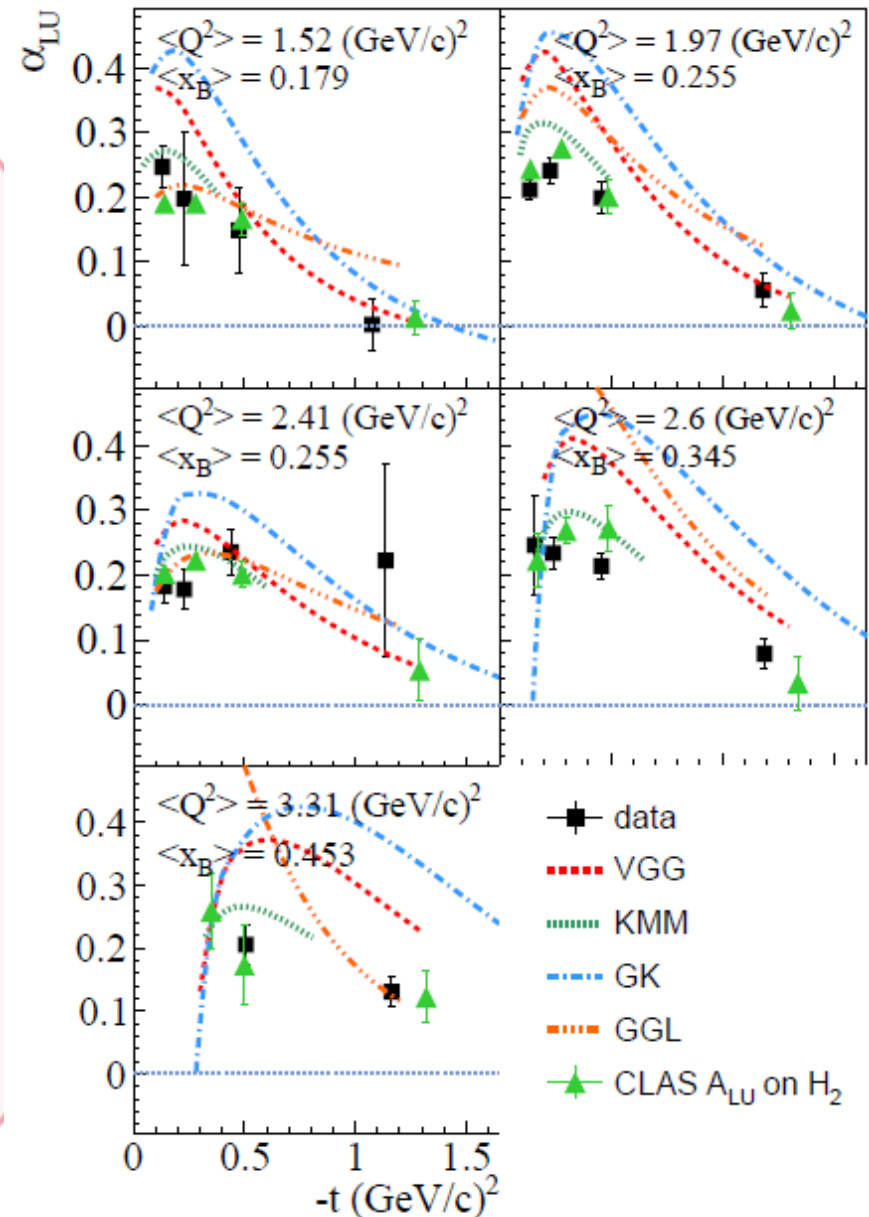 α_LU
<Q²> = 1.52 (GeV/c)²
<x_B> = 0.179
<Q²> = 1.97 (GeV/c)²
<x_B> = 0.255
0.4
0.3
0.2
0.1
0
<Q²> = 2.41 (GeV/c)²
<x_B> = 0.255
<Q²> = 2.6 (GeV/c)²
<x_B> = 0.345
0.4
0.3
0.2
0.1
0
<Q²> = 3.31 (GeV/c)²
<x_B> = 0.453
0.4
0.3
0.2
0.1
0
0 0.5 1 1.5
-t (GeV/c)²
data
VGG
KMM
GK
GGL
CLAS A_LU on H₂